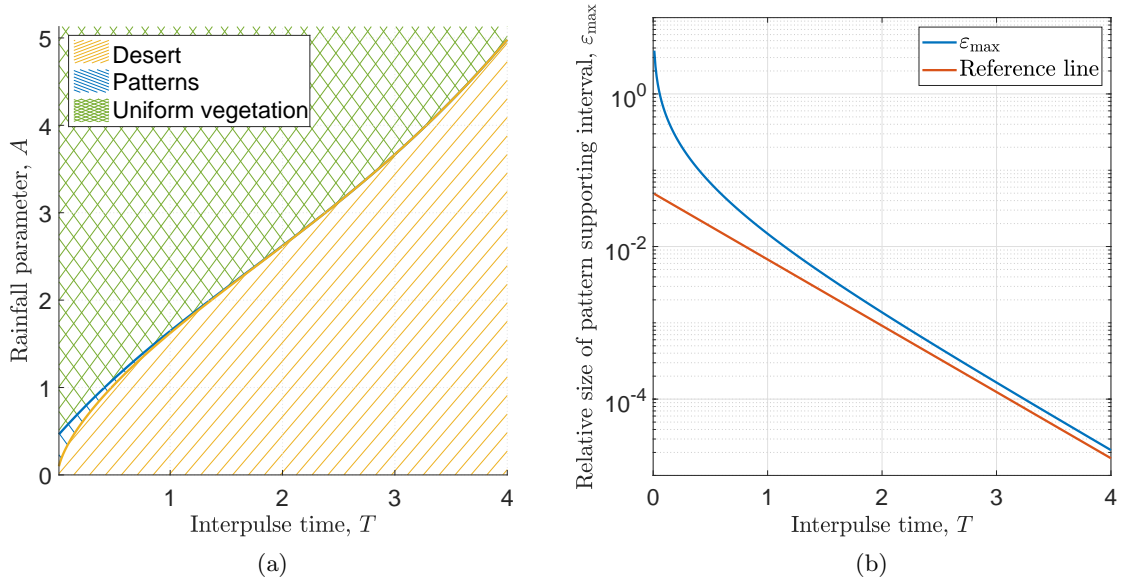 Desert
Patterns
Uniform vegetation
Rainfall parameter, A
5
4
3
2
1
0
1 2 3 4
Interpulse time, T
(a)
ε_max
Reference line
Relative size of pattern supporting interval, ε_max
10^0
10^-2
10^-4
0 1 2 3 4
Interpulse time, T
(b)